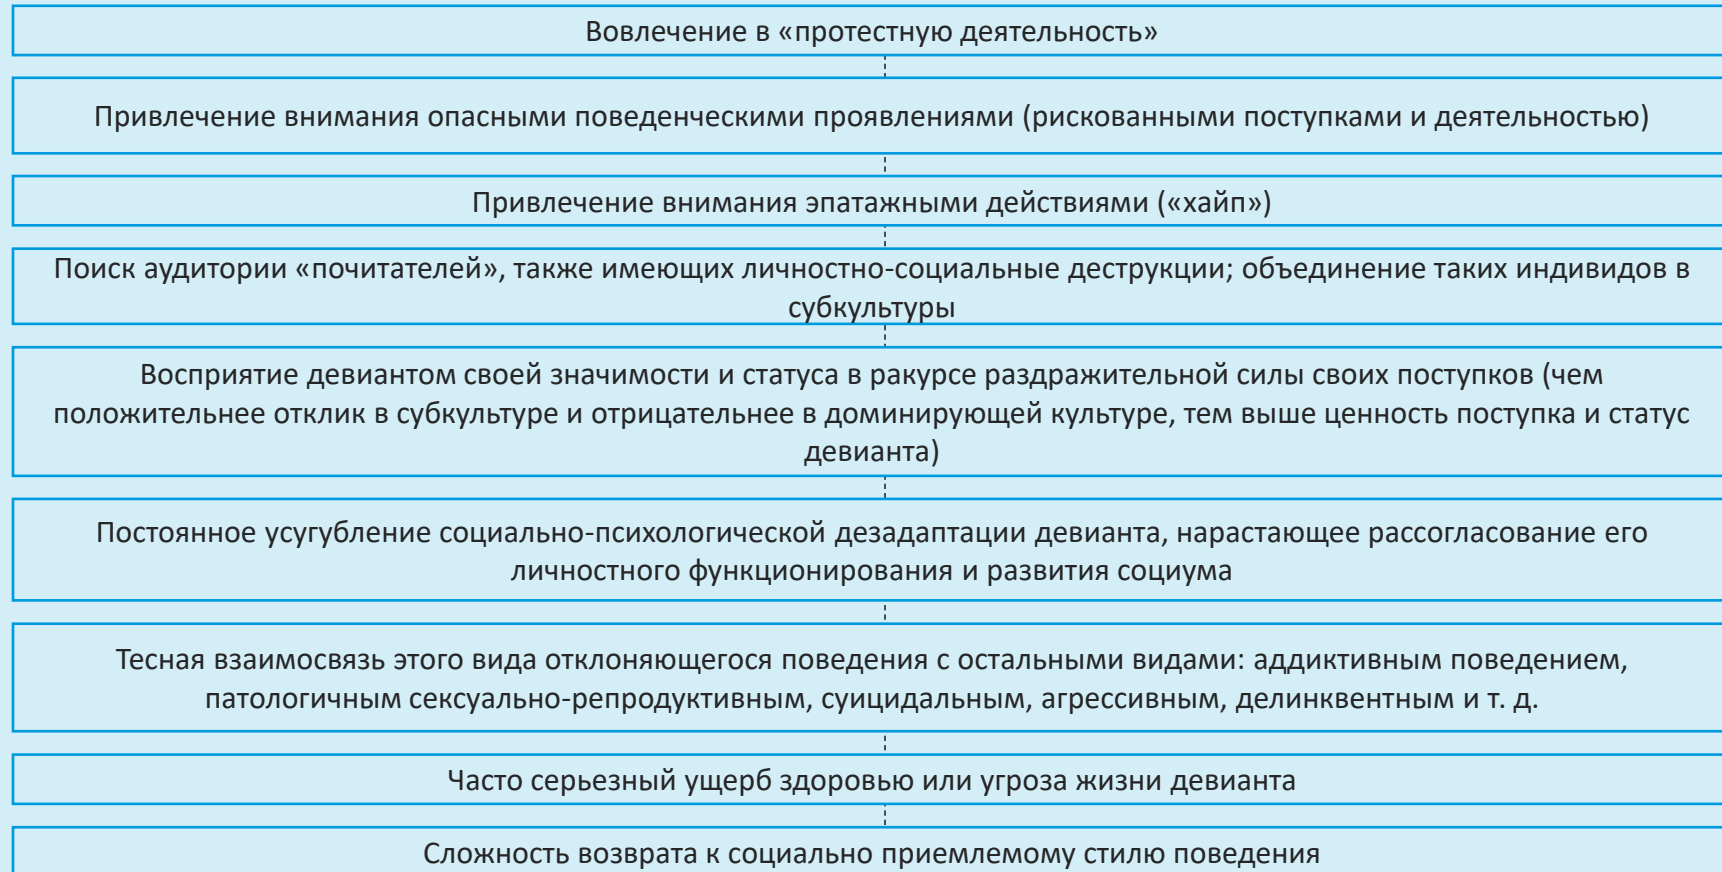 Вовлечение в «протестную деятельность»
Привлечение внимания опасными поведенческими проявлениями (рискованными поступками и деятельностью)
Привлечение внимания эпатажными действиями («хайп»)
Поиск аудитории «почитателей», также имеющих личностно-социальные деструкции; объединение таких индивидов в
субкультуры
Восприятие девиантом своей значимости и статуса в ракурсе раздражительной силы своих поступков (чем
положительнее отклик в субкультуре и отрицательнее в доминирующей культуре, тем выше ценность поступка и статус
девианта)
Постоянное усугубление социально-психологической дезадаптации девианта, нарастающее рассогласование его
личностного функционирования и развития социума
Тесная взаимосвязь этого вида отклоняющегося поведения с остальными видами: аддиктивным поведением,
патологичным сексуально-репродуктивным, суицидальным, агрессивным, делинквентным и т. д.
Часто серьезный ущерб здоровью или угроза жизни девианта
Сложность возврата к социально приемлемому стилю поведения